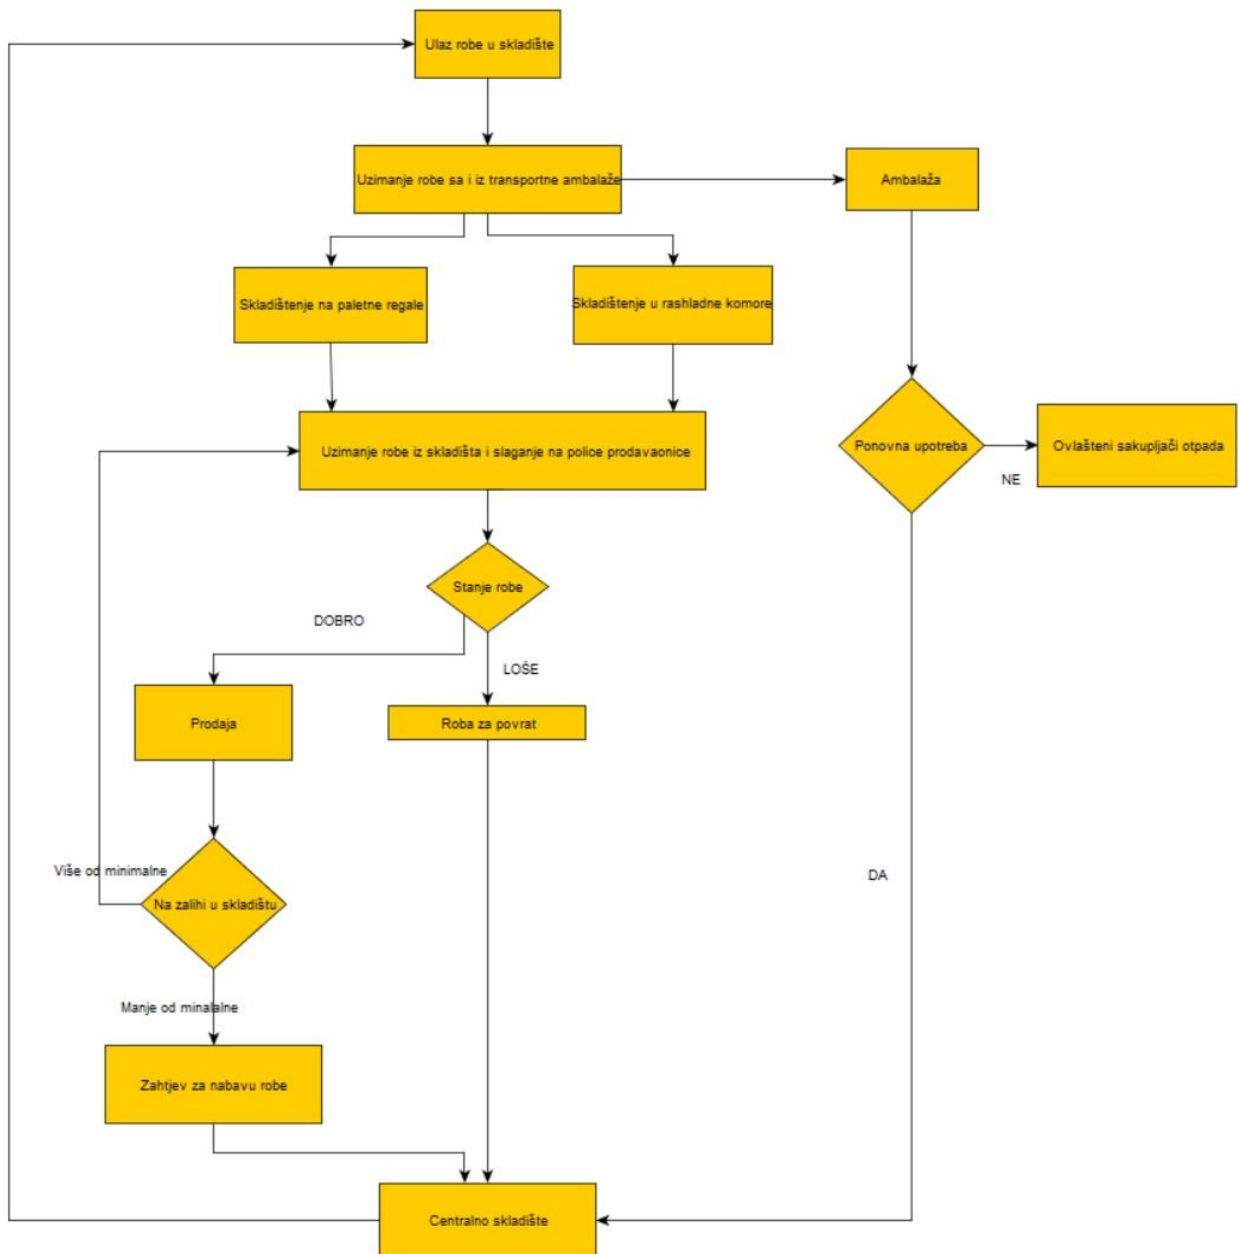 Ulaz robe u skladište
Uzimanje robe sa i iz transportne ambalaže
Ambalaža
Skladištenje na paletne regale
Skladištenje u rashladne komore
Uzimanje robe iz skladišta i slaganje na police prodavaonice
Ponovna upotreba
Ovlašteni sakupljači otpada
NE
Stanje robe
DOBRO
LOŠE
Prodaja
Roba za povrat
Više od minimalne
DA
Na zalihi u skladištu
Manje od minalalne
Zahtjev za nabavu robe
Centralno skladište